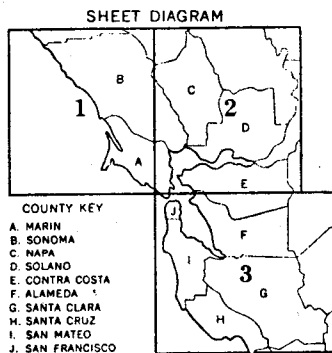 SHEET DIAGRAM
B
C
1
2
D
A
E
COUNTY KEY
J
F
A. MARIN
B. SONOMA
C. NAPA
D. SOLANO
E. CONTRA COSTA
F. ALAMEDA
G. SANTA CLARA
H. SANTA CRUZ
I. SAN MATEO
J. SAN FRANCISCO
I
3
G
H